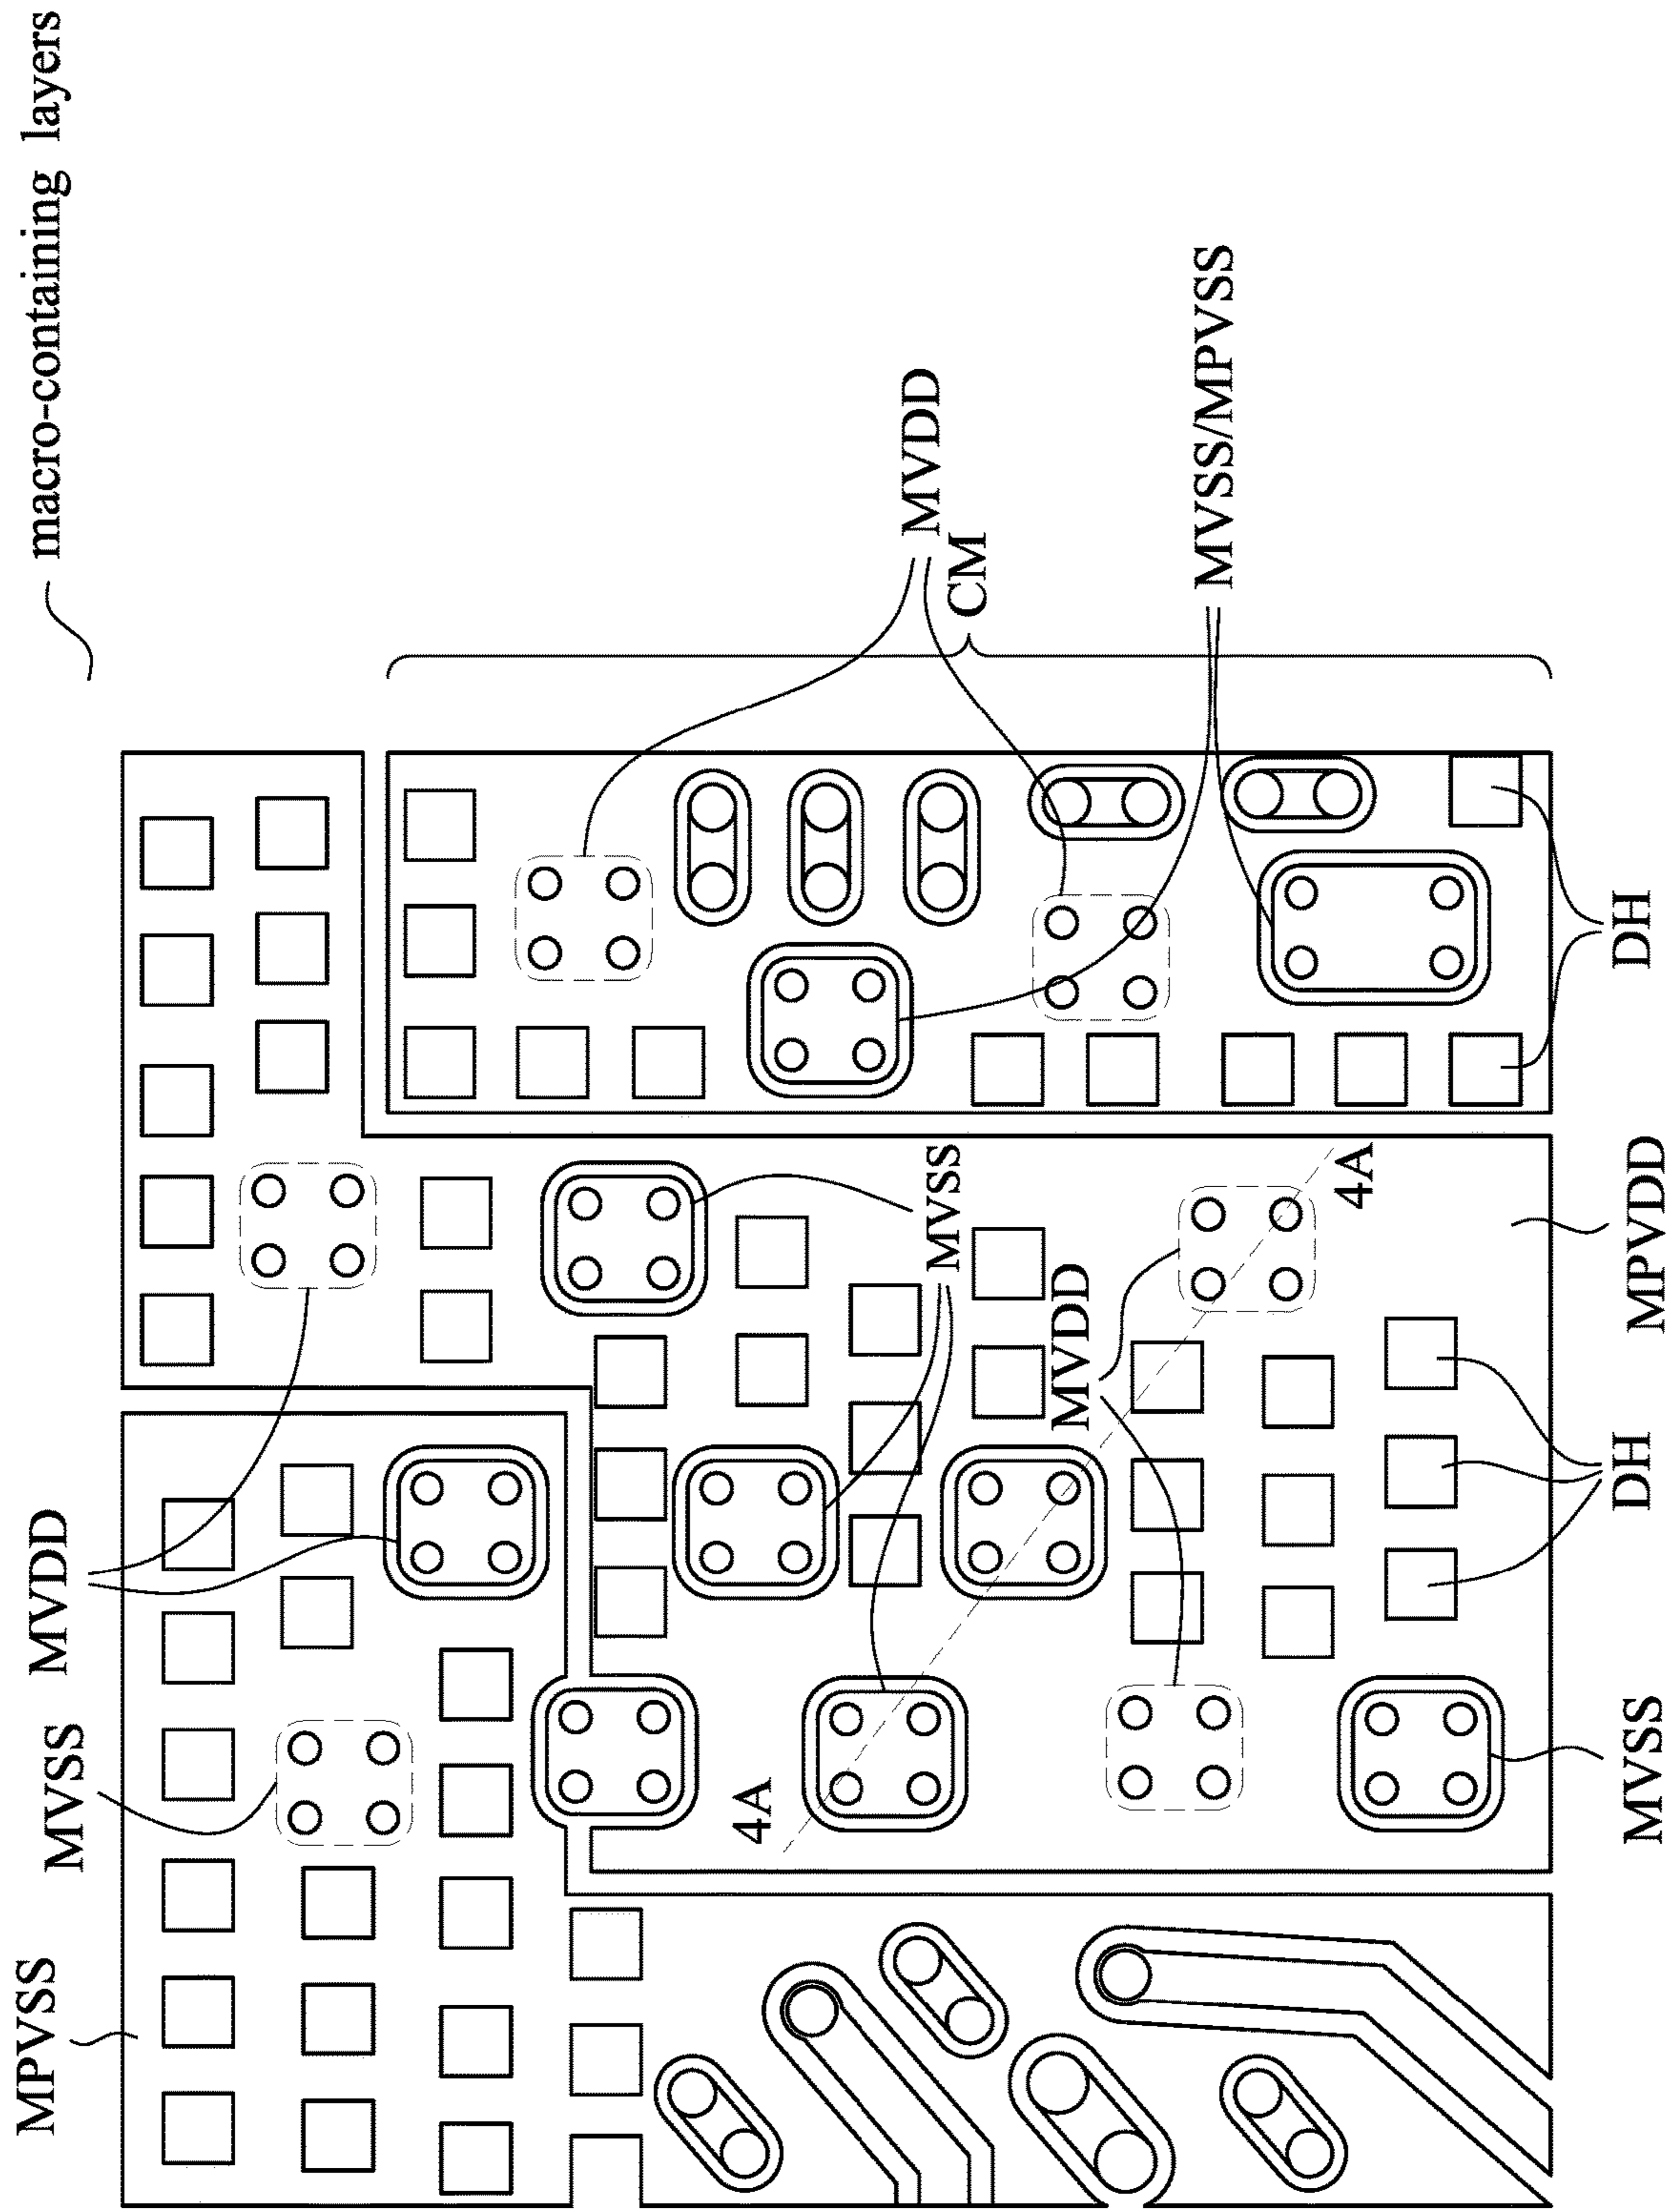 macro-containing layers
MVDD
CM
MVSS/MPVSS
DH
MVSS
4A
MPVDD
MVDD
MVDD
DH
MVSS
4A
MVSS
MPVSS